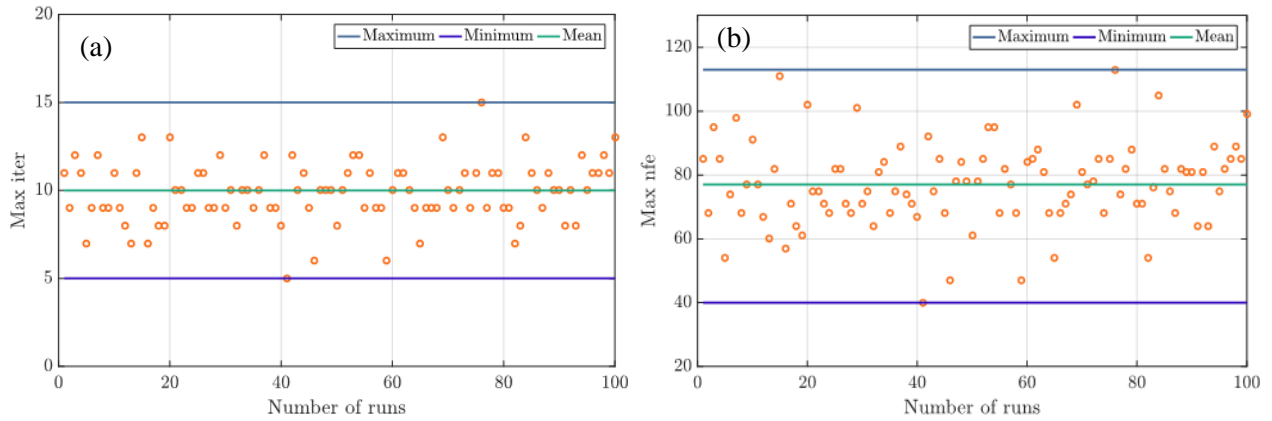 (a)
Maximum Minimum Mean
20
15
10
5
0
Max iter
0 20 40 60 80 100
Number of runs
(b)
Maximum Minimum Mean
120
100
80
60
40
20
Max nfe
0 20 40 60 80 100
Number of runs